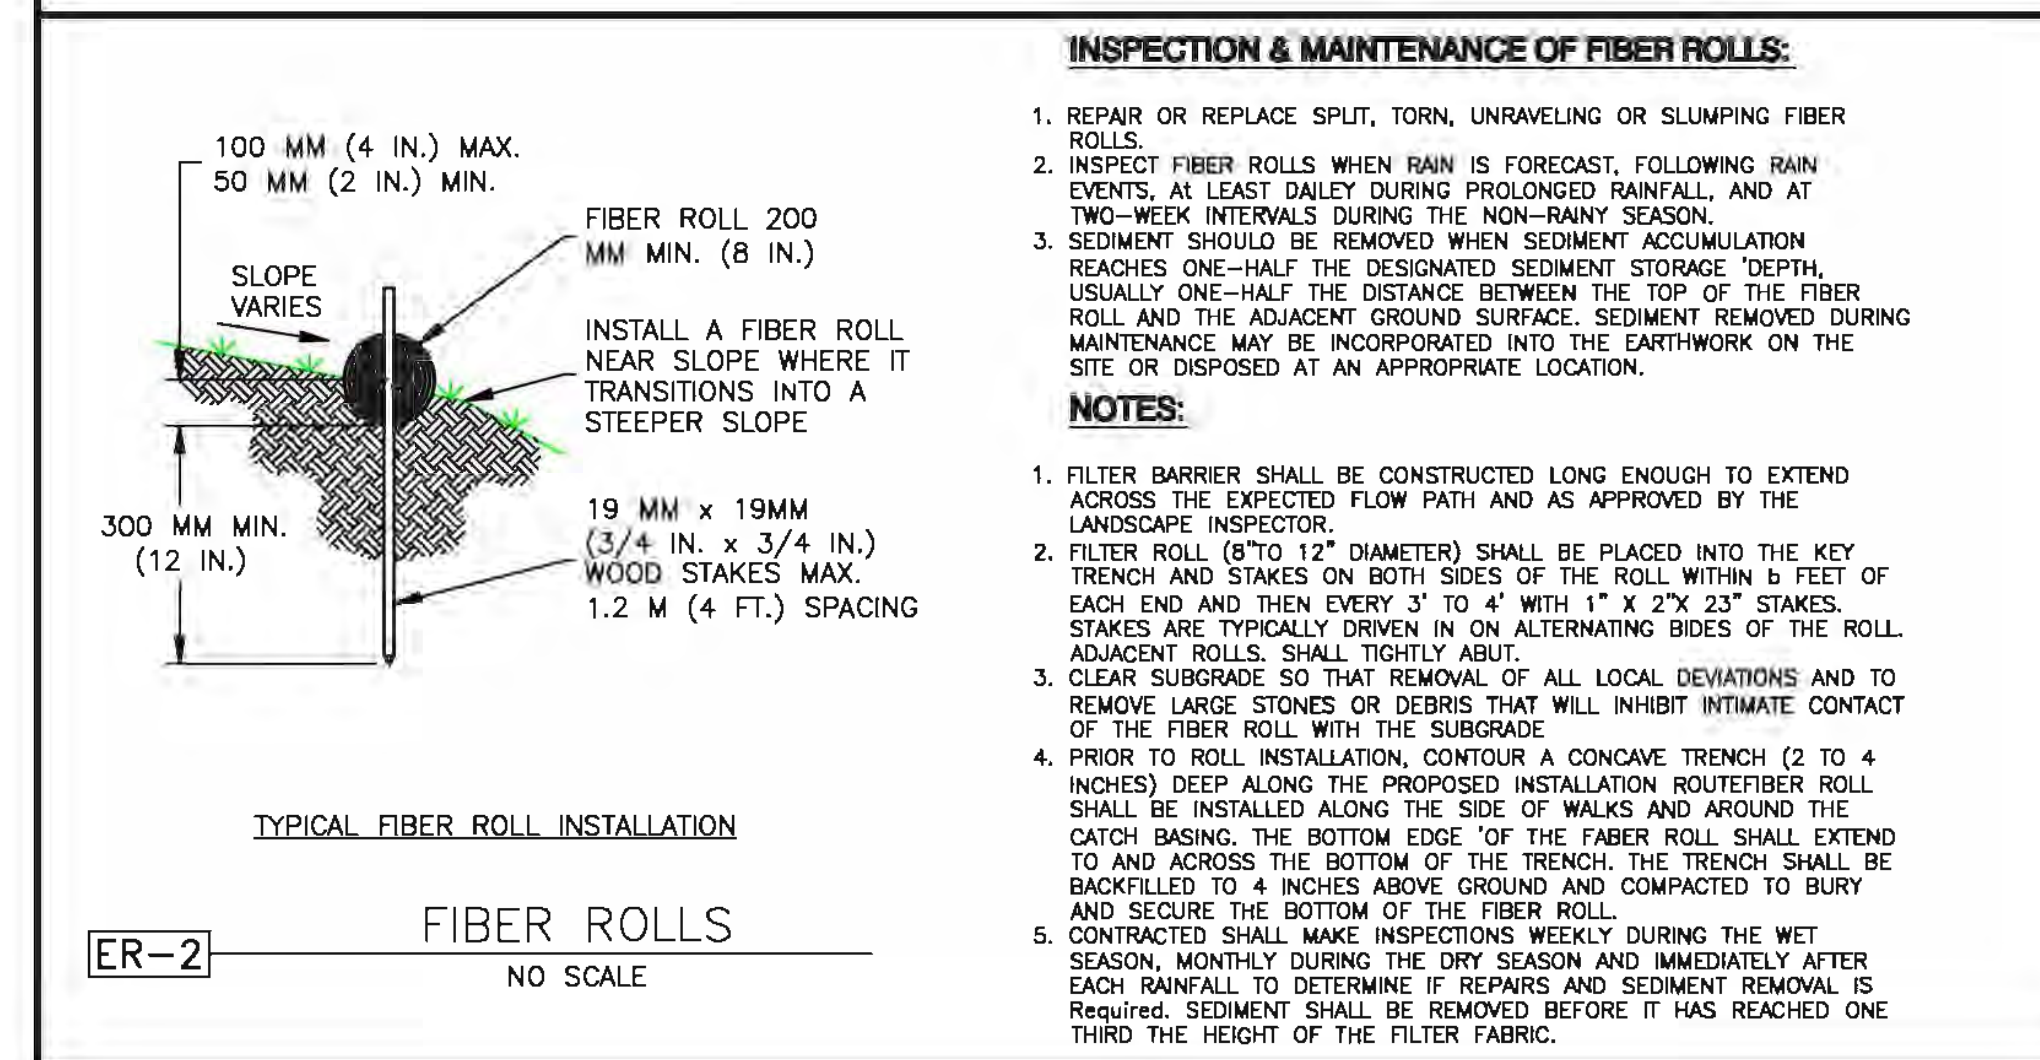 100 MM (4 IN.) MAX.
50 MM (2 IN.) MIN.
FIBER ROLL 200
MM MIN. (8 IN.)
SLOPE
VARIES
INSTALL A FIBER ROLL
NEAR SLOPE WHERE IT
TRANSITIONS INTO A
STEEPER SLOPE
300 MM MIN.
(12 IN.)
19 MM x 19MM
(3/4 IN. x 3/4 IN.)
WOOD STAKES MAX.
1.2 M (4 FT.) SPACING
TYPICAL FIBER ROLL INSTALLATION
ER-2
FIBER ROLLS
NO SCALE
INSPECTION & MAINTENANCE OF FIBER ROLLS:
1. REPAIR OR REPLACE SPLIT, TORN, UNRAVELING OR SLUMPING FIBER
ROLLS.
2. INSPECT FIBER ROLLS WHEN RAIN IS FORECAST, FOLLOWING RAIN
EVENTS, At LEAST DAILEY DURING PROLONGED RAINFALL, AND AT
TWO-WEEK INTERVALS DURING THE NON-RAINY SEASON.
3. SEDIMENT SHOULD BE REMOVED WHEN SEDIMENT ACCUMULATION
REACHES ONE-HALF THE DESIGNATED SEDIMENT STORAGE 'DEPTH,
USUALLY ONE-HALF THE DISTANCE BETWEEN THE TOP OF THE FIBER
ROLL AND THE ADJACENT GROUND SURFACE. SEDIMENT REMOVED DURING
MAINTENANCE MAY BE INCORPORATED INTO THE EARTHWORK ON THE
SITE OR DISPOSED AT AN APPROPRIATE LOCATION.
NOTES:
1. FILTER BARRIER SHALL BE CONSTRUCTED LONG ENOUGH TO EXTEND
ACROSS THE EXPECTED FLOW PATH AND AS APPROVED BY THE
LANDSCAPE INSPECTOR.
2. FILTER ROLL (8"TO 12" DIAMETER) SHALL BE PLACED INTO THE KEY
TRENCH AND STAKES ON BOTH SIDES OF THE ROLL WITHIN b FEET OF
EACH END AND THEN EVERY 3' TO 4' WITH 1" X 2"X 23" STAKES.
STAKES ARE TYPICALLY DRIVEN IN ON ALTERNATING BIDES OF THE ROLL.
ADJACENT ROLLS. SHALL TIGHTLY ABUT.
3. CLEAR SUBGRADE SO THAT REMOVAL OF ALL LOCAL DEVIATIONS AND TO
REMOVE LARGE STONES OR DEBRIS THAT WILL INHIBIT INTIMATE CONTACT
OF THE FIBER ROLL WITH THE SUBGRADE
4. PRIOR TO ROLL INSTALLATION, CONTOUR A CONCAVE TRENCH (2 TO 4
INCHES) DEEP ALONG THE PROPOSED INSTALLATION ROUTEFIBER ROLL
SHALL BE INSTALLED ALONG THE SIDE OF WALKS AND AROUND THE
CATCH BASING. THE BOTTOM EDGE 'OF THE FABER ROLL SHALL EXTEND
TO AND ACROSS THE BOTTOM OF THE TRENCH. THE TRENCH SHALL BE
BACKFILLED TO 4 INCHES ABOVE GROUND AND COMPACTED TO BURY
AND SECURE THE BOTTOM OF THE FIBER ROLL.
5. CONTRACTED SHALL MAKE INSPECTIONS WEEKLY DURING THE WET
SEASON, MONTHLY DURING THE DRY SEASON AND IMMEDIATELY AFTER
EACH RAINFALL TO DETERMINE IF REPAIRS AND SEDIMENT REMOVAL IS
Required. SEDIMENT SHALL BE REMOVED BEFORE IT HAS REACHED ONE
THIRD THE HEIGHT OF THE FILTER FABRIC.